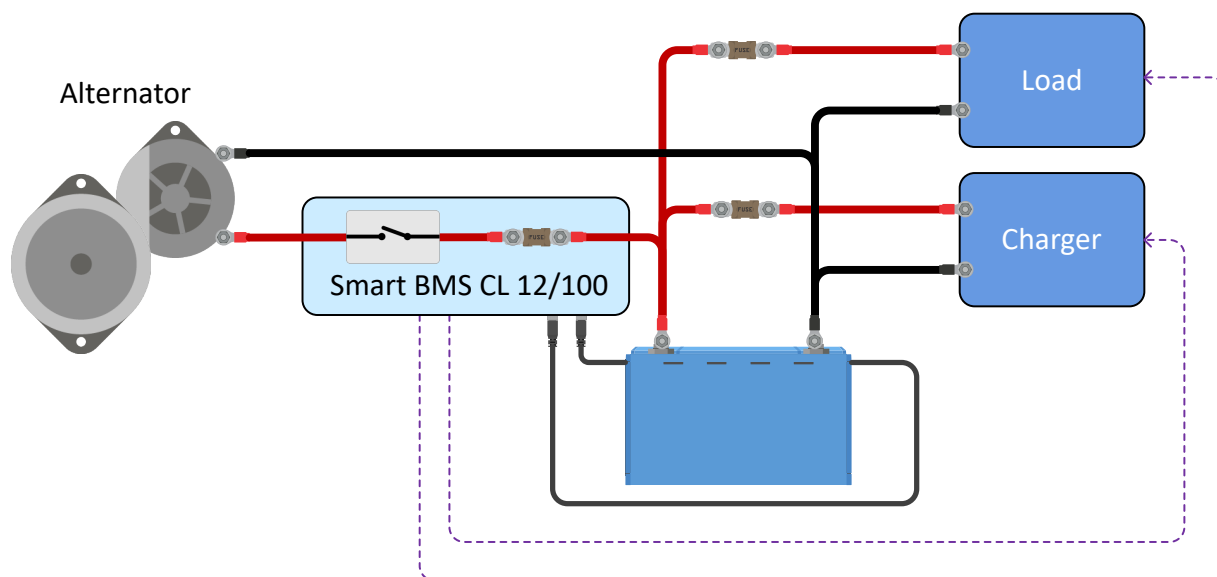 Alternator
FUSE
Load
FUSE
Charger
FUSE
Smart BMS CL 12/100